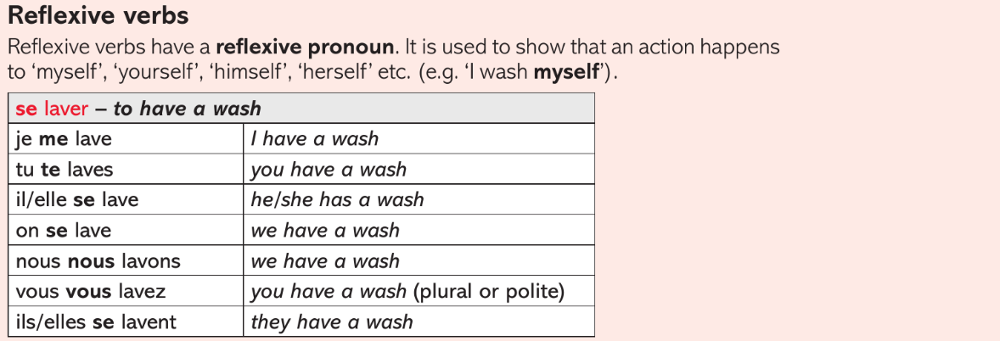 Reflexive verbs
Reflexive verbs have a reflexive pronoun. It is used to show that an action happens
to ‘myself’, ‘yourself’, ‘himself’, ‘herself’ etc. (e.g. ‘I wash myself’).
se laver – to have a wash
je me lave I have a wash
tu te laves you have a wash
il/elle se lave he/she has a wash
on se lave we have a wash
nous nous lavons we have a wash
vous vous lavez you have a wash (plural or polite)
ils/elles se lavent they have a wash